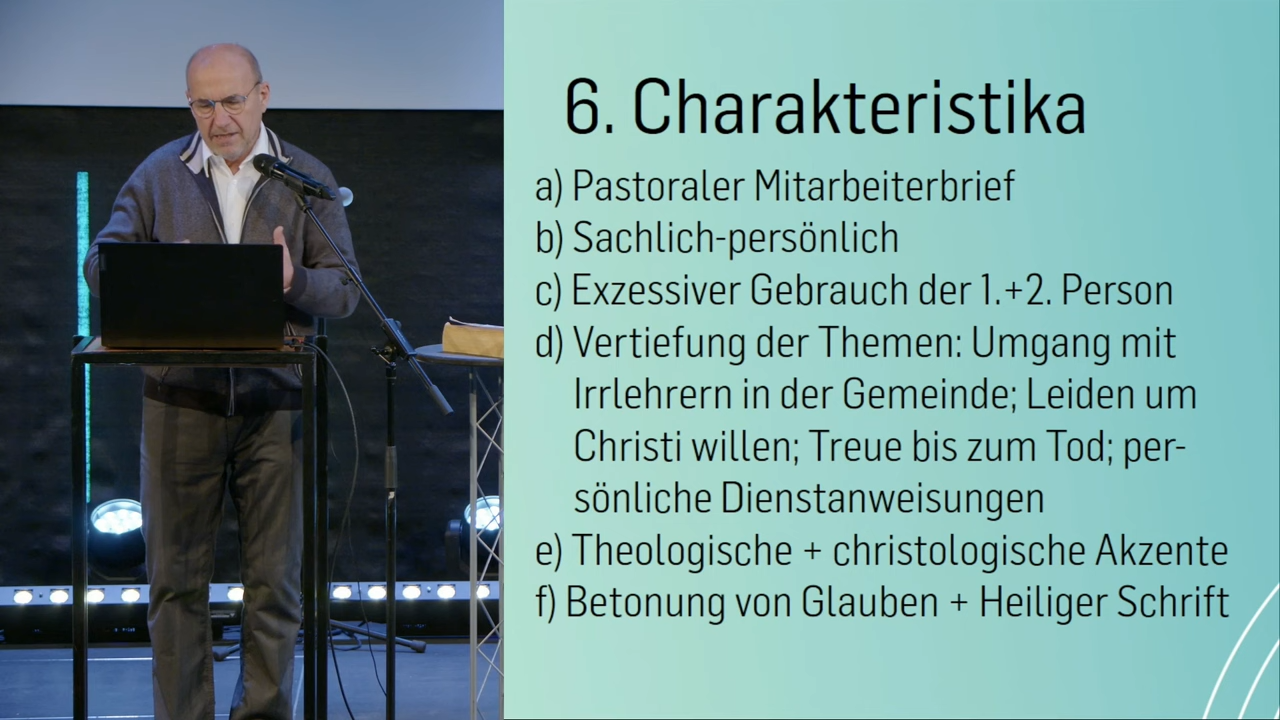 6. Charakteristika
a) Pastoraler Mitarbeiterbrief
b) Sachlich-persönlich
c) Exzessiver Gebrauch der 1.+2. Person
d) Vertiefung der Themen: Umgang mit
Irrlehrern in der Gemeinde; Leiden um
Christi willen; Treue bis zum Tod; per-
sönliche Dienstanweisungen
e) Theologische + christologische Akzente
f) Betonung von Glauben + Heiliger Schrift